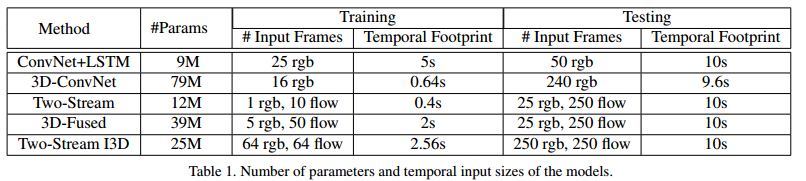 Method #Params Training Testing
# Input Frames Temporal Footprint # Input Frames Temporal Footprint
ConvNet+LSTM 9M 25 rgb 5s 50 rgb 10s
3D-ConvNet 79M 16 rgb 0.64s 240 rgb 9.6s
Two-Stream 12M 1 rgb, 10 flow 0.4s 25 rgb, 250 flow 10s
3D-Fused 39M 5 rgb, 50 flow 2s 25 rgb, 250 flow 10s
Two-Stream I3D 25M 64 rgb, 64 flow 2.56s 250 rgb, 250 flow 10s
Table 1. Number of parameters and temporal input sizes of the models.